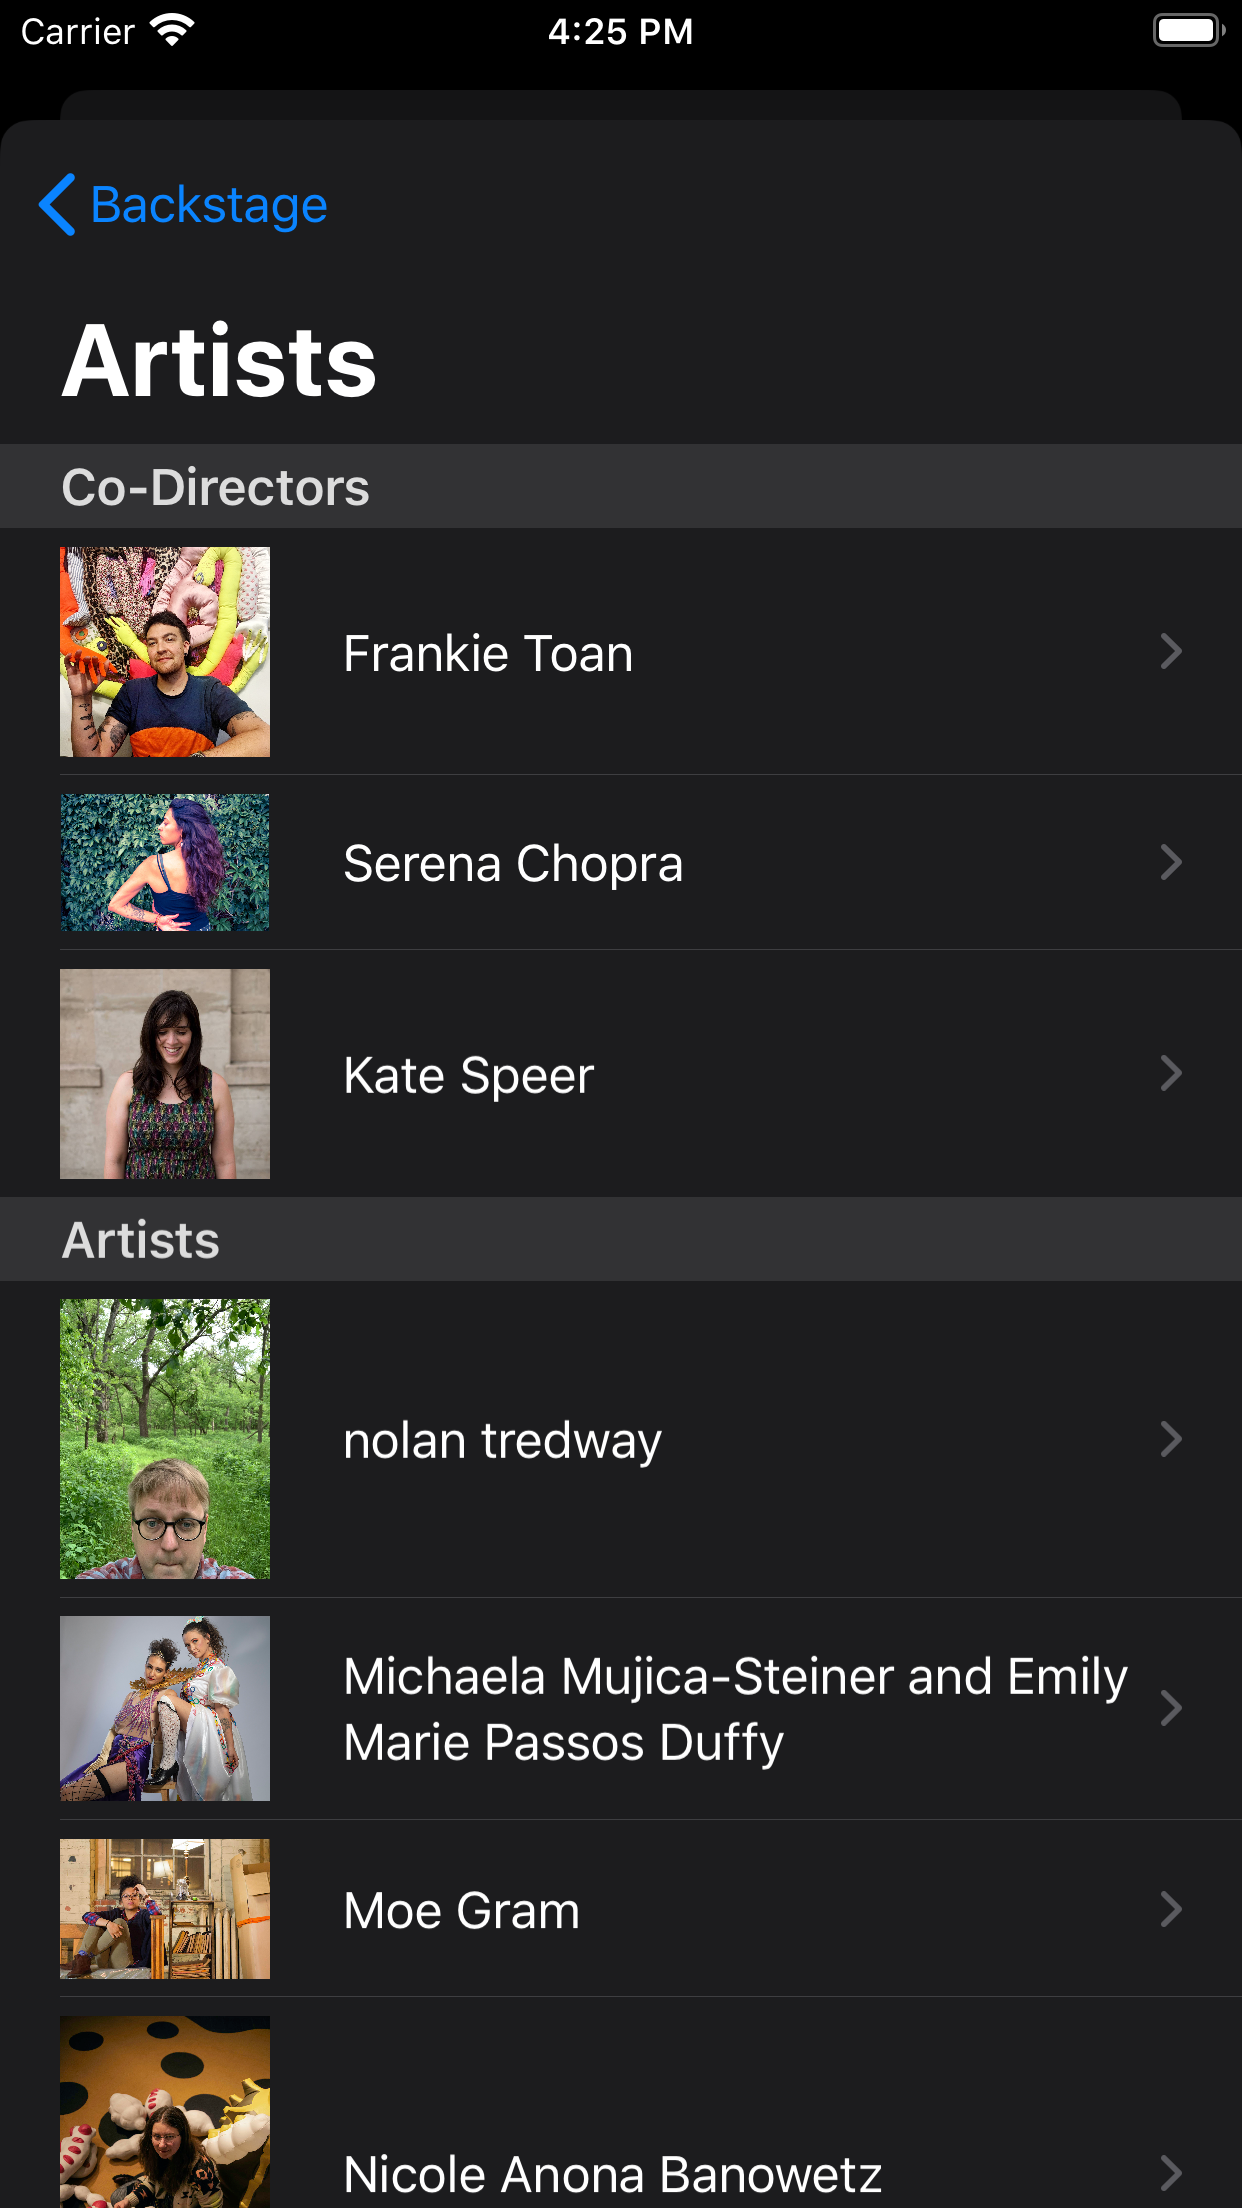 Carrier
4:25 PM
Backstage
Artists
Co-Directors
Frankie Toan
Serena Chopra
Kate Speer
Artists
nolan tredway
Michaela Mujica-Steiner and Emily
Marie Passos Duffy
Moe Gram
Nicole Anona Banowetz